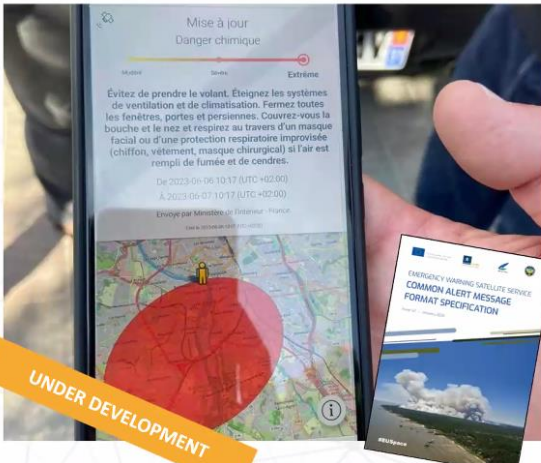 Mise à jour
Danger chimique
Modéré
Sévère
Extrême
Évitez de prendre le volant. Éteignez les systèmes
de ventilation et de climatisation. Fermez toutes
les fenêtres, portes et persiennes. Couvrez-vous la
bouche et le nez et respirez au travers d'un masque
facial ou d'une protection respiratoire improvisée
(chiffon, vêtement, masque chirurgical) si l'air est
rempli de fumée et de cendres.
De 2023-06-06 10:17 (UTC +02:00)
À 2023-06-07 10:17 (UTC +02:00)
Envoyé par Ministère de l'Intérieur - France
EMERGENCY WARNING SATELLITE SERVICE
COMMON ALERT MESSAGE
FORMAT SPECIFICATION
#EUSpace
UNDER DEVELOPMENT